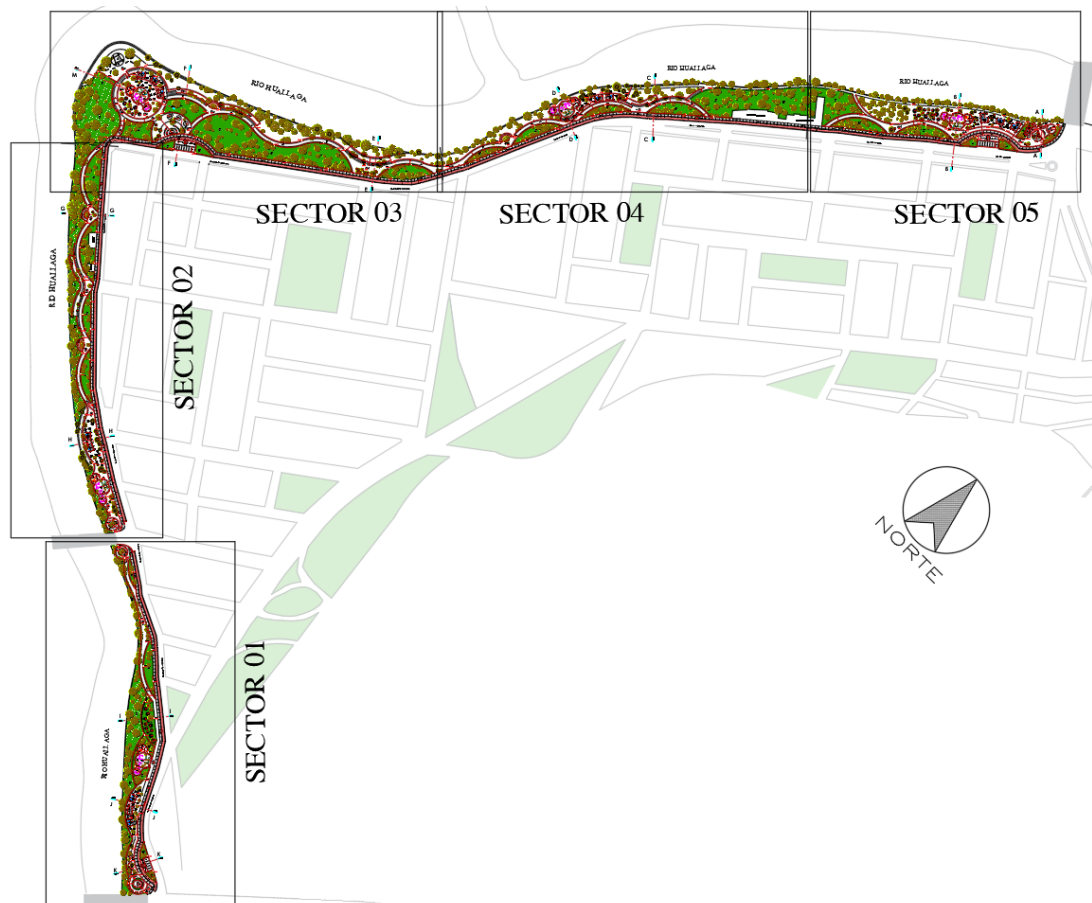 RIO HUALLAGA
RIO HUALLAGA
RIO HUALLAGA
M
F
F
E
E
D
D
C
C
B
B
A
A
SECTOR 03
SECTOR 04
SECTOR 05
G
G
RIO HUALLAGA
SECTOR 02
H
H
NORTE
SECTOR 01
I
I
RIO HUALLAGA
J
J
K
K